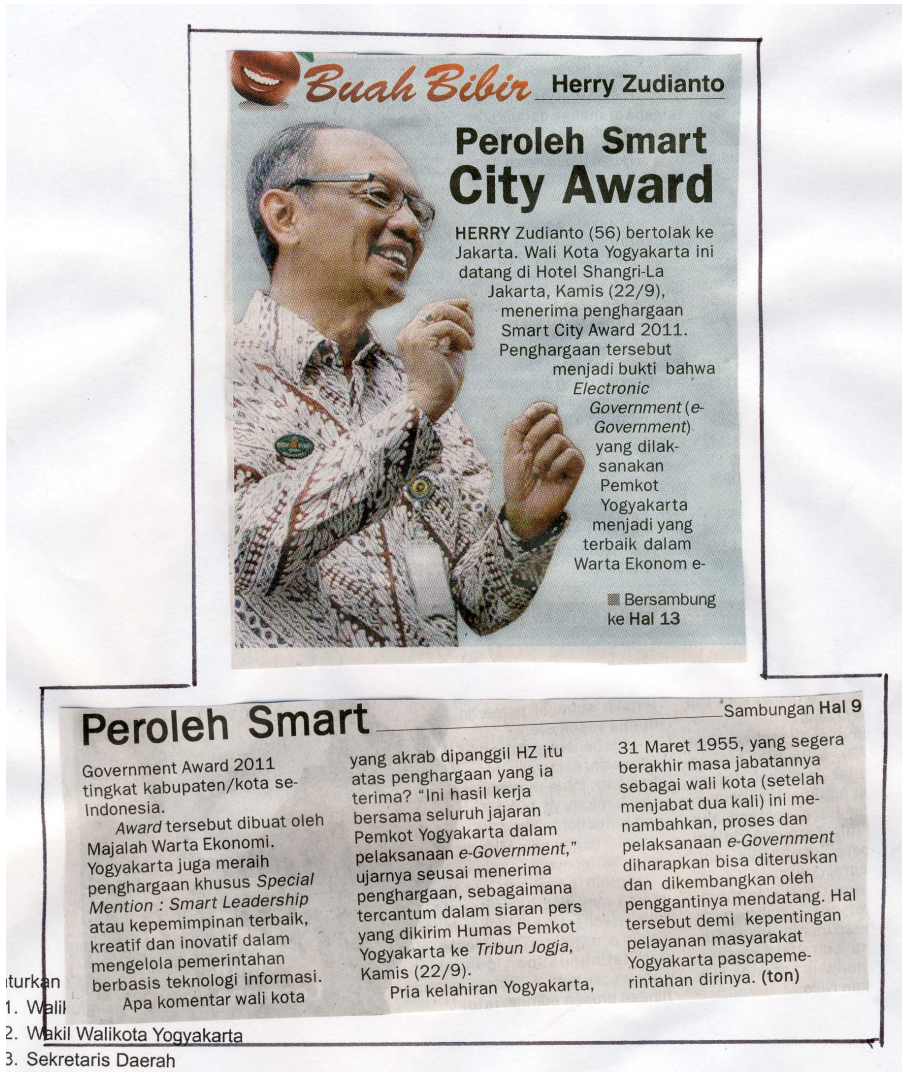 Buah Bibir Herry Zudianto
Peroleh Smart
City Award
HERRY Zudianto (56) bertolak ke
Jakarta. Wali Kota Yogyakarta ini
datang di Hotel Shangri-La
Jakarta, Kamis (22/9),
menerima penghargaan
Smart City Award 2011.
Penghargaan tersebut
menjadi bukti bahwa
Electronic
Government (e-
Government)
yang dilak-
sanakan
Pemkot
Yogyakarta
menjadi yang
terbaik dalam
Warta Ekonom e-
Bersambung
ke Hal 13
Peroleh Smart
Sambungan Hal 9
Government Award 2011
tingkat kabupaten/kota se-
Indonesia.
Award tersebut dibuat oleh
Majalah Warta Ekonomi.
Yogyakarta juga meraih
penghargaan khusus Special
Mention : Smart Leadership
atau kepemimpinan terbaik,
kreatif dan inovatif dalam
mengelola pemerintahan
berbasis teknologi informasi.
Apa komentar wali kota
yang akrab dipanggil HZ itu
atas penghargaan yang ia
terima? “Ini hasil kerja
bersama seluruh jajaran
Pemkot Yogyakarta dalam
pelaksanaan e-Government,”
ujarnya seusai menerima
penghargaan, sebagaimana
tercantum dalam siaran pers
yang dikirim Humas Pemkot
Yogyakarta ke Tribun Jogja,
Kamis (22/9).
Pria kelahiran Yogyakarta,
31 Maret 1955, yang segera
berakhir masa jabatannya
sebagai wali kota (setelah
menjabat dua kali) ini me-
nambahkan, proses dan
pelaksanaan e-Government
diharapkan bisa diteruskan
dan dikembangkan oleh
penggantinya mendatang. Hal
tersebut demi kepentingan
pelayanan masyarakat
Yogyakarta pascapeme-
rintahan dirinya. (ton)
turkan
1. Walik
2. Wakil Walikota Yogyakarta
3. Sekretaris Daerah